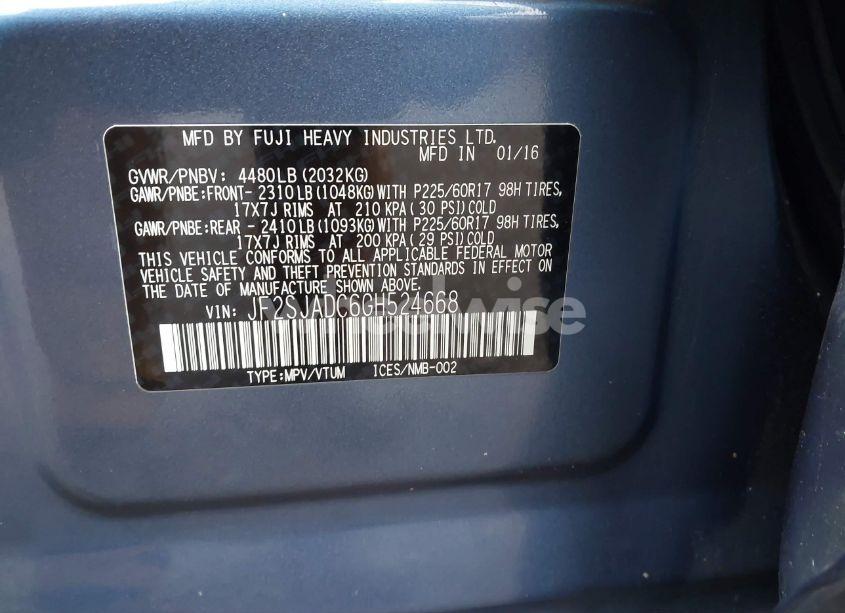 MFD BY FUJI HEAVY INDUSTRIES LTD.
MFD IN 01/16
GVWR/PNBV: 4480LB(2032KG)
GAWR/PNBE:FRONT- 2310LB(1048KG)WITH P225/60R17 98H TIRES,
17X7J RIMS AT 210 KPA(30 PSI)COLD
GAWR/PNBE:REAR - 2410LB(1093KG)WITH P225/60R17 98H TIRES,
17X7J RIMS AT 200 KPA(29 PSI)COLD
THIS VEHICLE CONFORMS TO ALL APPLICABLE FEDERAL MOTOR
VEHICLE SAFETY AND THEFT PREVENTION STANDARDS IN EFFECT ON
THE DATE OF MANUFACTURE SHOWN ABOVE.
VIN: JF2SJADC6GH524668
TYPE:MPV/VTUM ICES/NMB-002